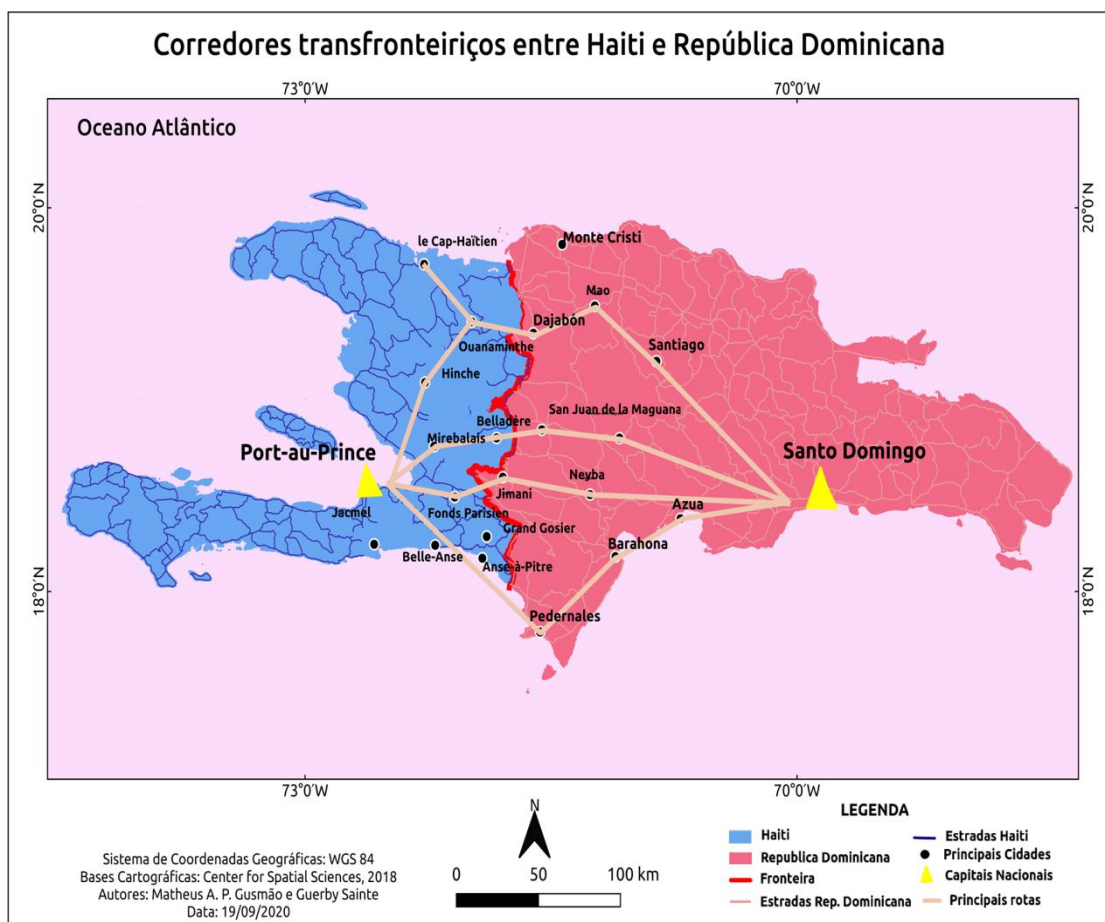 Corredores transfronteiriços entre Haiti e República Dominicana
73°0′W
70°0′W
Oceano Atlântico
20°0′N
20°0′N
le Cap-Haïtien
Monte Cristi
Mao
Dajabón
Ouanaminthe
Santiago
Hinche
San Juan de la Maguana
Belladère
Mirebalais
Port-au-Prince
Santo Domingo
Neyba
Jimani
Azua
Jacmel
Fonds Parisien
Grand Gosier
Barahona
Belle-Anse
Anse-à-Pitre
18°0′N
18°0′N
Pedernales
73°0′W
70°0′W
N
0 50 100 km
Sistema de Coordenadas Geográficas: WGS 84
Bases Cartográficas: Center for Spatial Sciences, 2018
Autores: Matheus A. P. Gusmão e Guerby Sainte
Data: 19/09/2020
LEGENDA
Haiti
Republica Dominicana
Fronteira
Estradas Rep. Dominicana
Estradas Haiti
Principais Cidades
Capitais Nacionais
Principais rotas